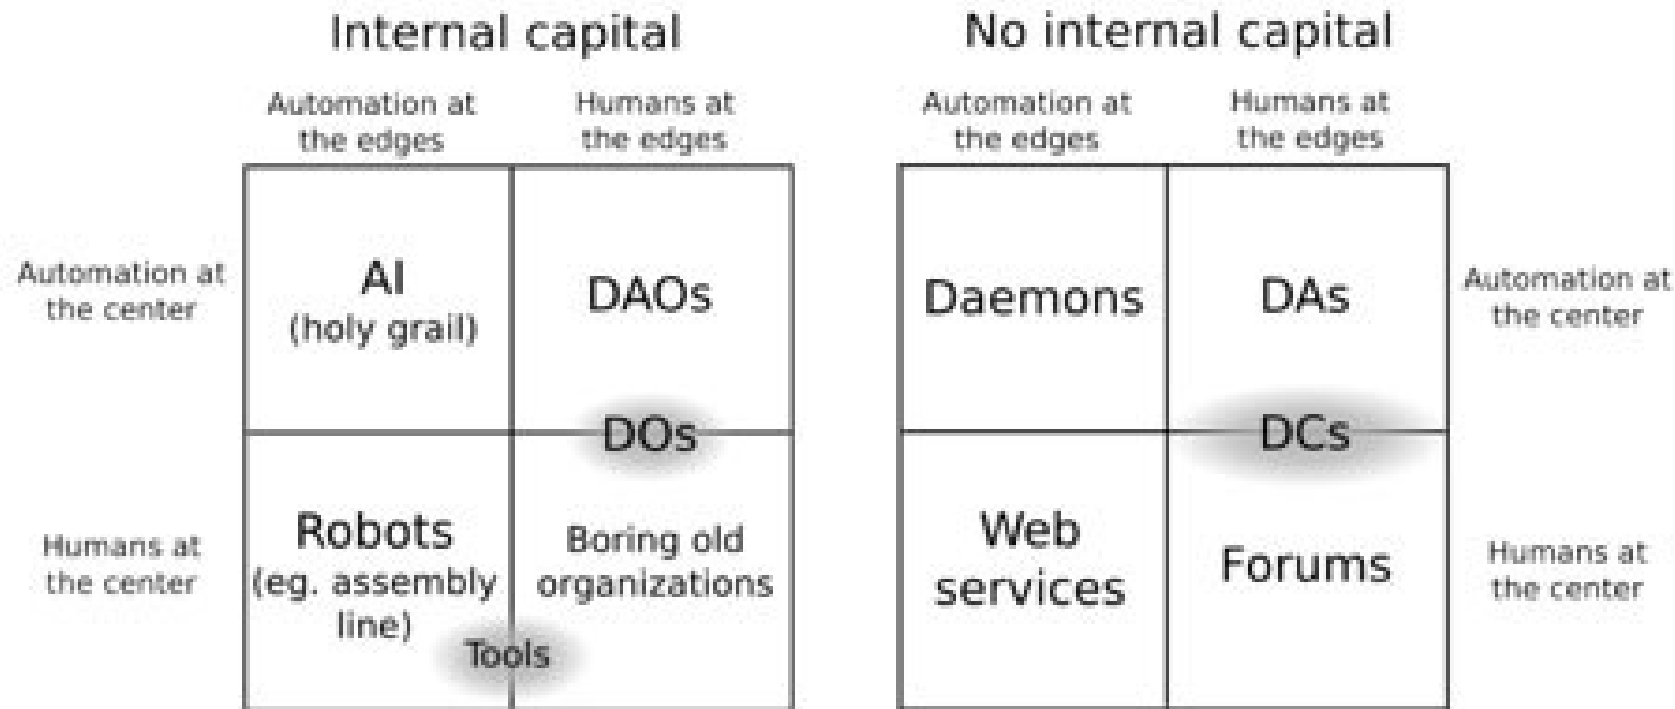 Internal capital
No internal capital
Automation at
the edges
Humans at
the edges
Automation at
the edges
Humans at
the edges
Automation at
the center
AI
(holy grail)
DAOs
Daemons
DAs
Automation at
the center
DOs
DCs
Humans at
the center
Robots
(eg. assembly
line)
Boring old
organizations
Tools
Web
services
Forums
Humans at
the center